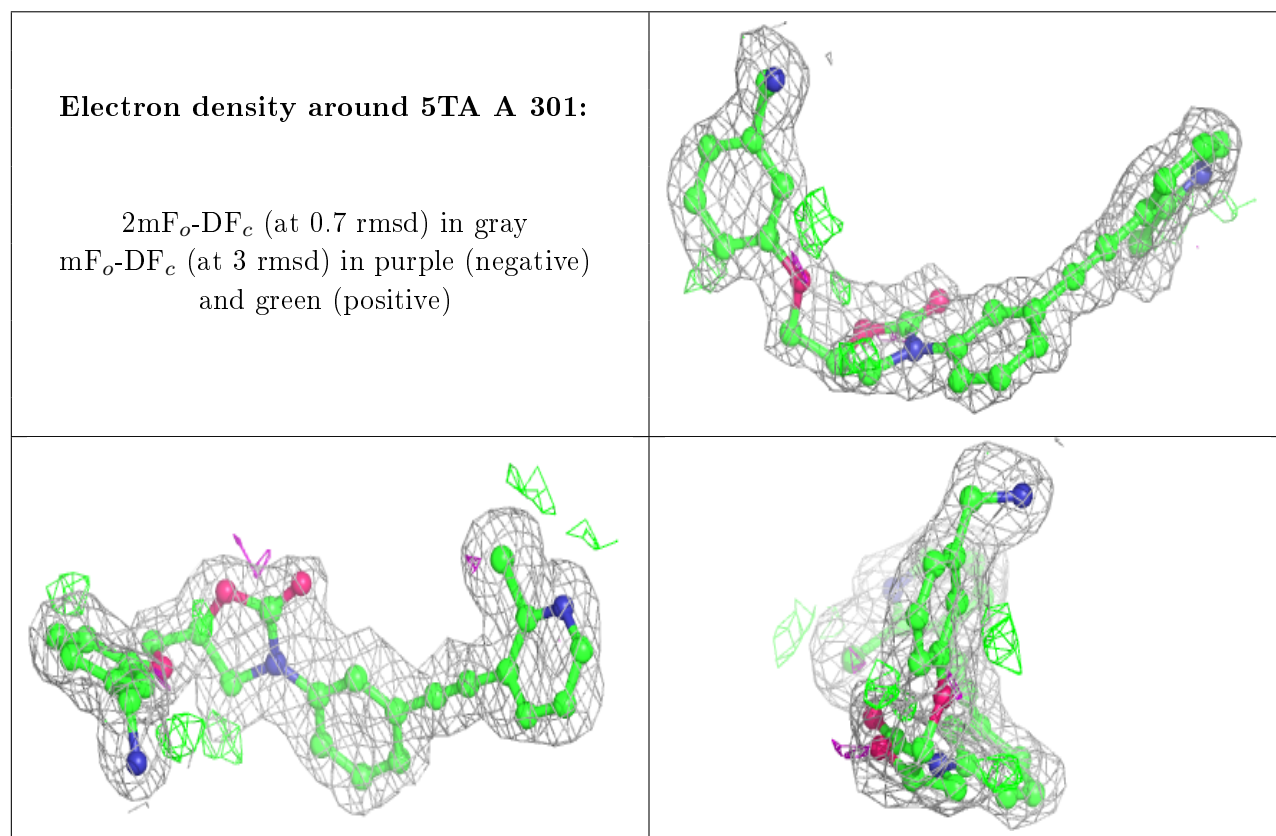 Electron density around 5TA A 301:
2mFₒ-DF𝒸 (at 0.7 rmsd) in gray
mFₒ-DF𝒸 (at 3 rmsd) in purple (negative)
and green (positive)